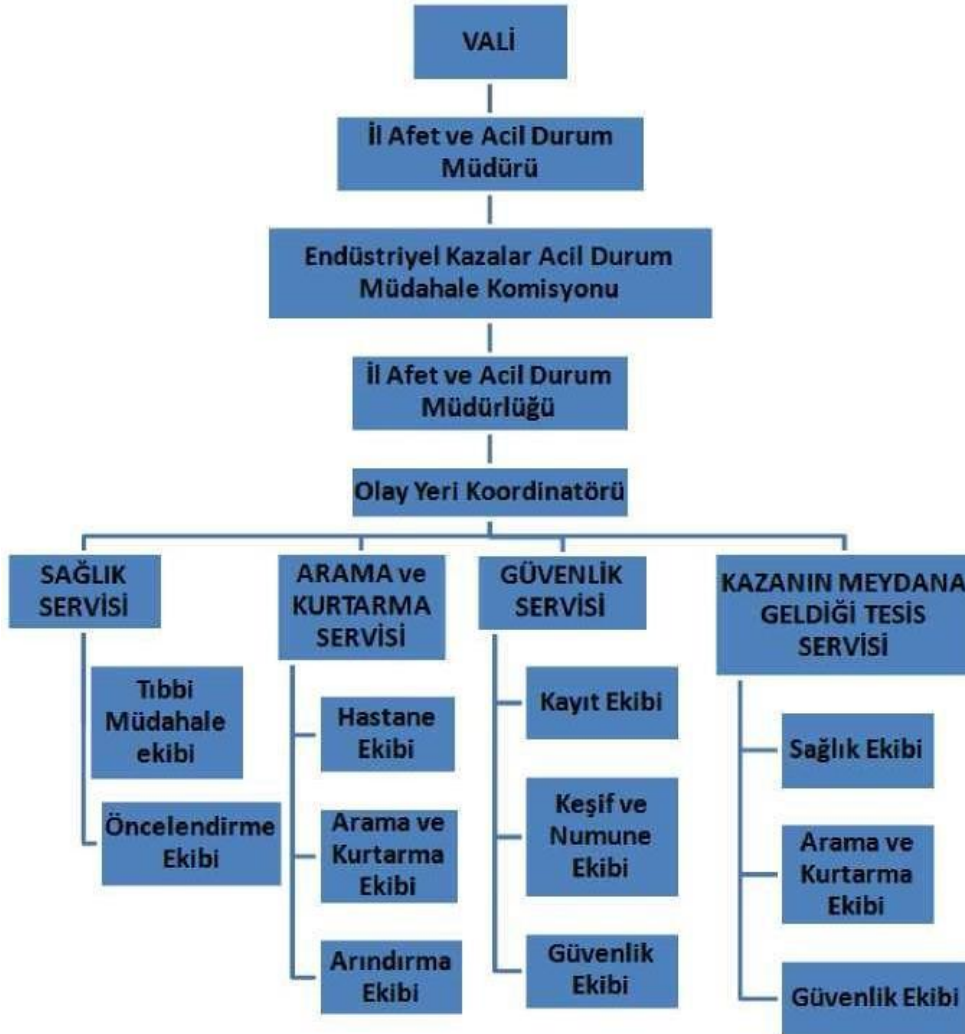 VALİ
İl Afet ve Acil Durum
Müdürü
Endüstriyel Kazalar Acil Durum
Müdahale Komisyonu
İl Afet ve Acil Durum
Müdürlüğü
Olay Yeri Koordinatörü
SAĞLIK
SERVİSİ
Tıbbi
Müdahale
ekibi
Öncelendirme
Ekibi
ARAMA ve
KURTARMA
SERVİSİ
Hastane
Ekibi
Arama ve
Kurtarma
Ekibi
Arındırma
Ekibi
GÜVENLİK
SERVİSİ
Kayıt Ekibi
Keşif ve
Numune
Ekibi
Güvenlik
Ekibi
KAZANIN MEYDANA
GELDİĞİ TESİS
SERVİSİ
Sağlık Ekibi
Arama ve
Kurtarma
Ekibi
Güvenlik Ekibi